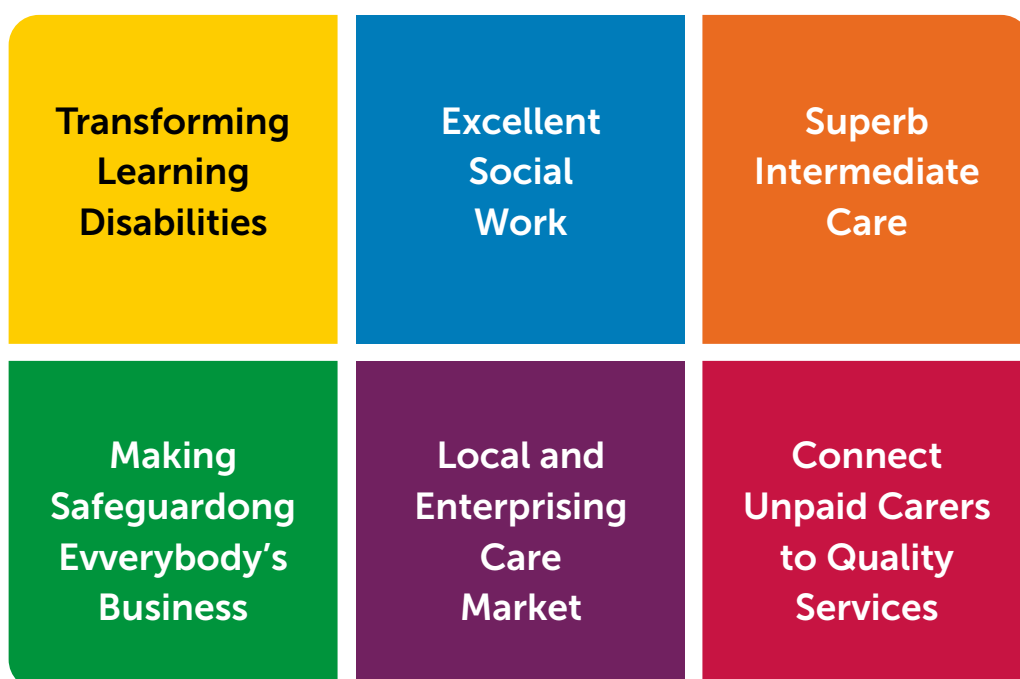 Transforming
Learning
Disabilities
Excellent
Social
Work
Superb
Intermediate
Care
Making
Safeguardong
Evverybody's
Business
Local and
Enterprising
Care
Market
Connect
Unpaid Carers
to Quality
Services